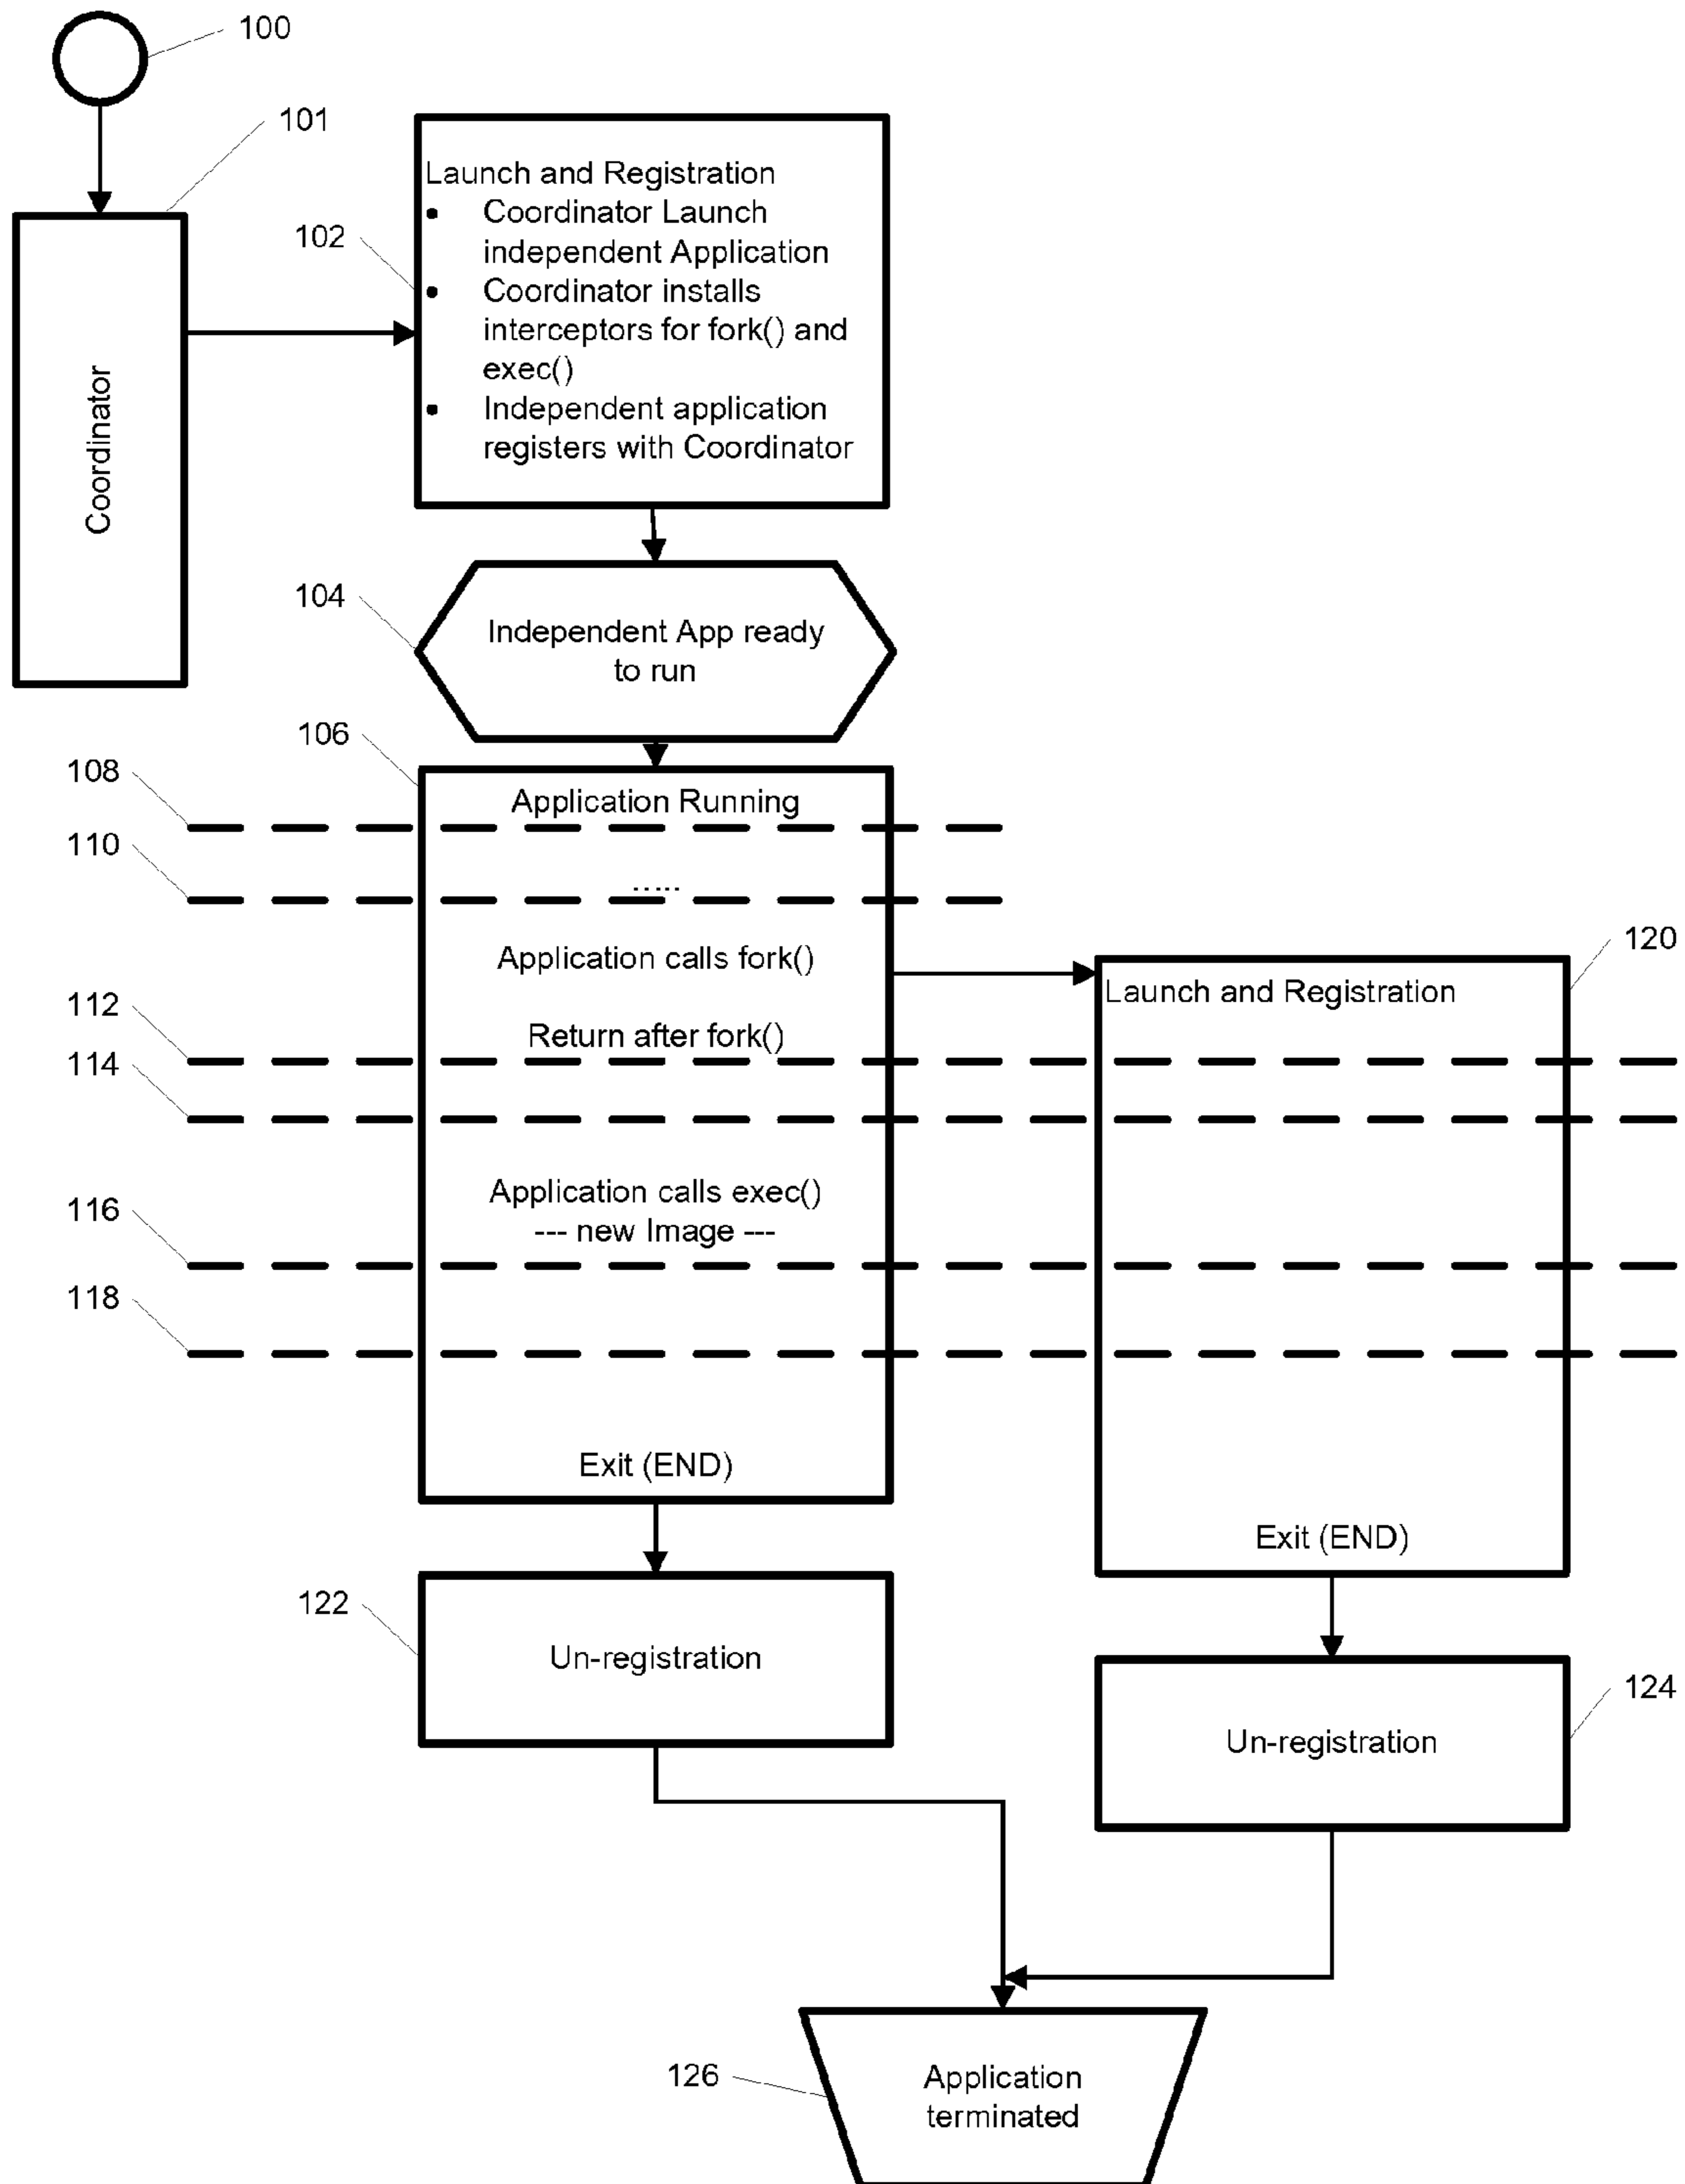 100
101
Coordinator
102
Launch and Registration
• Coordinator Launch
independent Application
• Coordinator installs
interceptors for fork() and
exec()
• Independent application
registers with Coordinator
104
Independent App ready
to run
106
108
Application Running
110
.....
Application calls fork()
120
Launch and Registration
112
Return after fork()
114
Application calls exec()
116
--- new Image ---
118
Exit (END)
Exit (END)
122
Un-registration
124
Un-registration
126
Application
terminated